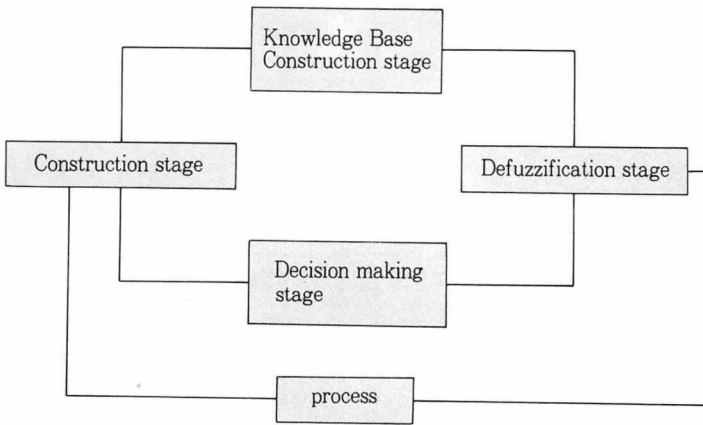 Knowledge Base
Construction stage
Construction stage
Defuzzification stage
Decision making
stage
process